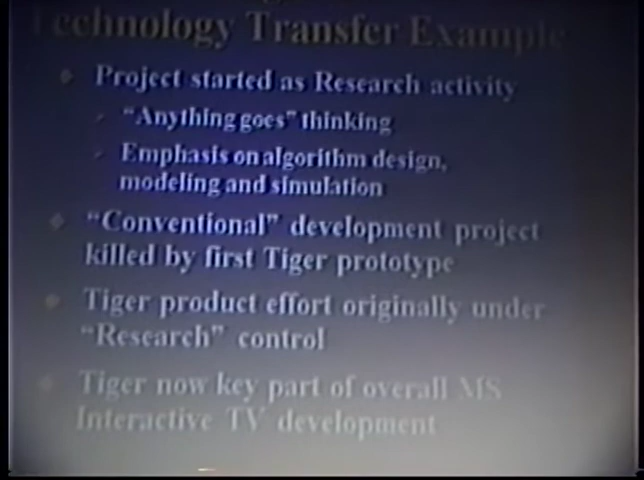 Technology Transfer Example
Project started as Research activity
"Anything goes" thinking
Emphasis on algorithm design,
modeling and simulation
"Conventional" development project
killed by first Tiger prototype
Tiger product effort originally under
"Research" control
Tiger now key part of overall MS
Interactive TV development